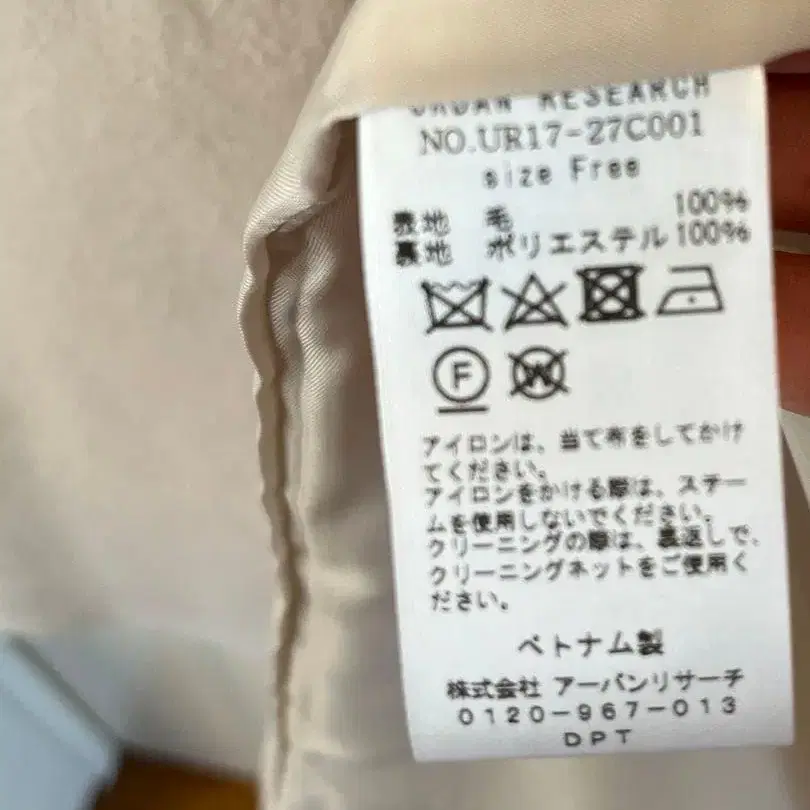 URBAN RESEARCH
NO.UR17-27C001
size Free
表地 毛 100%
裏地 ポリエステル 100%
F W
アイロンは、当て布をしてかけ
てください。
アイロンをかける際は、スチー
ムを使用しないでください。
クリーニングの際は、裏返しで、
クリーニングネットをご使用く
ださい。
ベトナム製
株式会社 アーバンリサーチ
0120-967-013
DPT